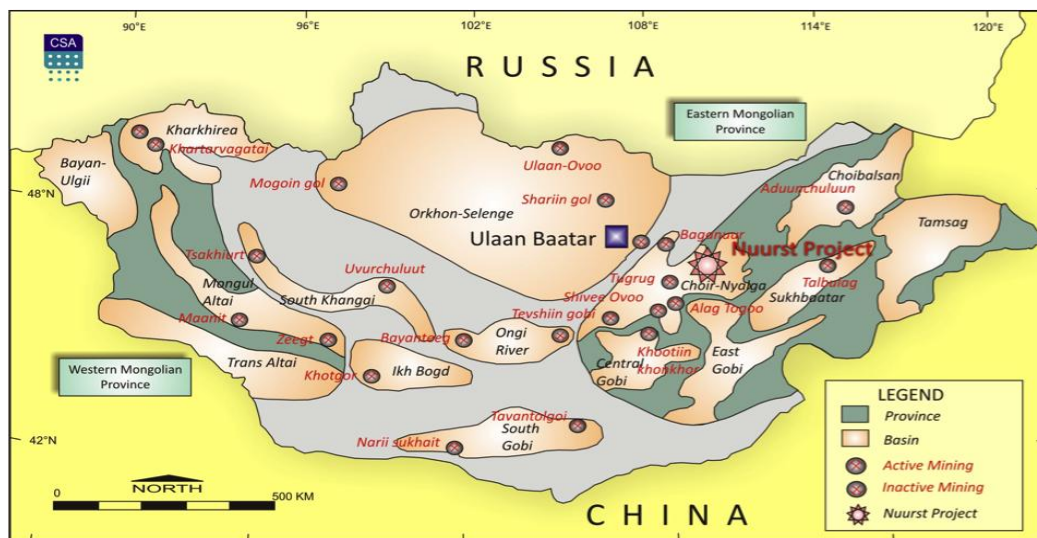 90°E
96°E
102°E
108°E
114°E
120°E
CSA
RUSSIA
Eastern Mongolian
Province
Kharkhirea
Khartarvagatai
Bayan-
Ulgii
Ulaan-Ovoo
Choibalsan
Aduunchuluun
48°N
Mogoin gol
Shariin gol
Orkhon-Selenge
Tamsag
Ulaan Baatar
Baganuur
Nuurst Project
Tsakhiurt
Mongul
Altai
Uvurchuluut
Tugrug
Choir-Nyalga
Talbulag
South Khangai
Shivee Ovoo
Sukhbaatar
Maanit
Tevshiin gobi
Alag Togoo
Zeegt
Bayanteeg
Ongi
River
Khootiin
khonkhor
East
Gobi
Western Mongolian
Province
Trans Altai
Khotgor
Ikh Bogd
Central
Gobi
LEGEND
Province
Basin
Active Mining
Inactive Mining
Nuurst Project
42°N
Tavantolgoi
Narii sukhait
South
Gobi
NORTH
0
500 KM
CHINA